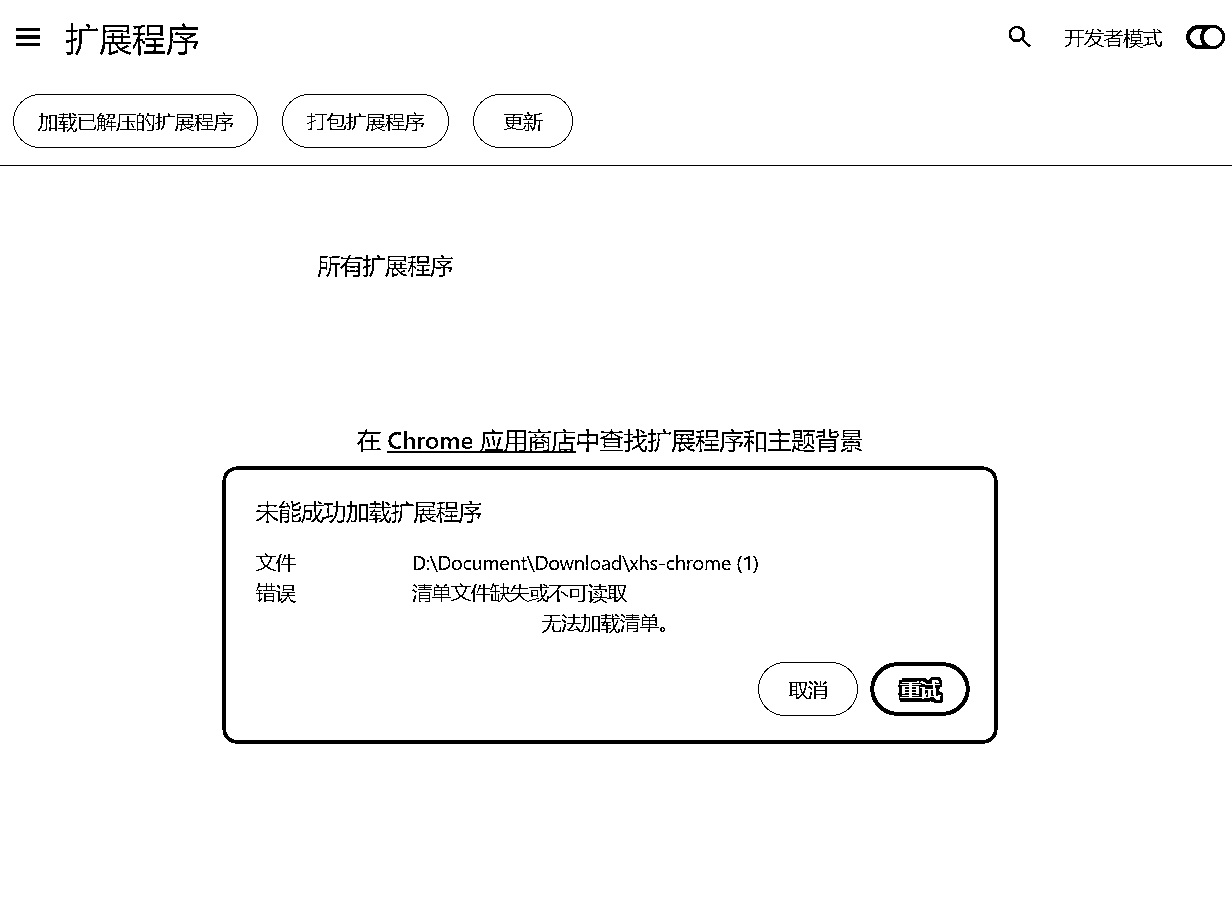 扩展程序
开发者模式
加载已解压的扩展程序
打包扩展程序
更新
所有扩展程序
在 Chrome 应用商店中查找扩展程序和主题背景
未能成功加载扩展程序
文件 D:\Document\Download\xhs-chrome (1)
错误 清单文件缺失或不可读取
无法加载清单。
取消
重试